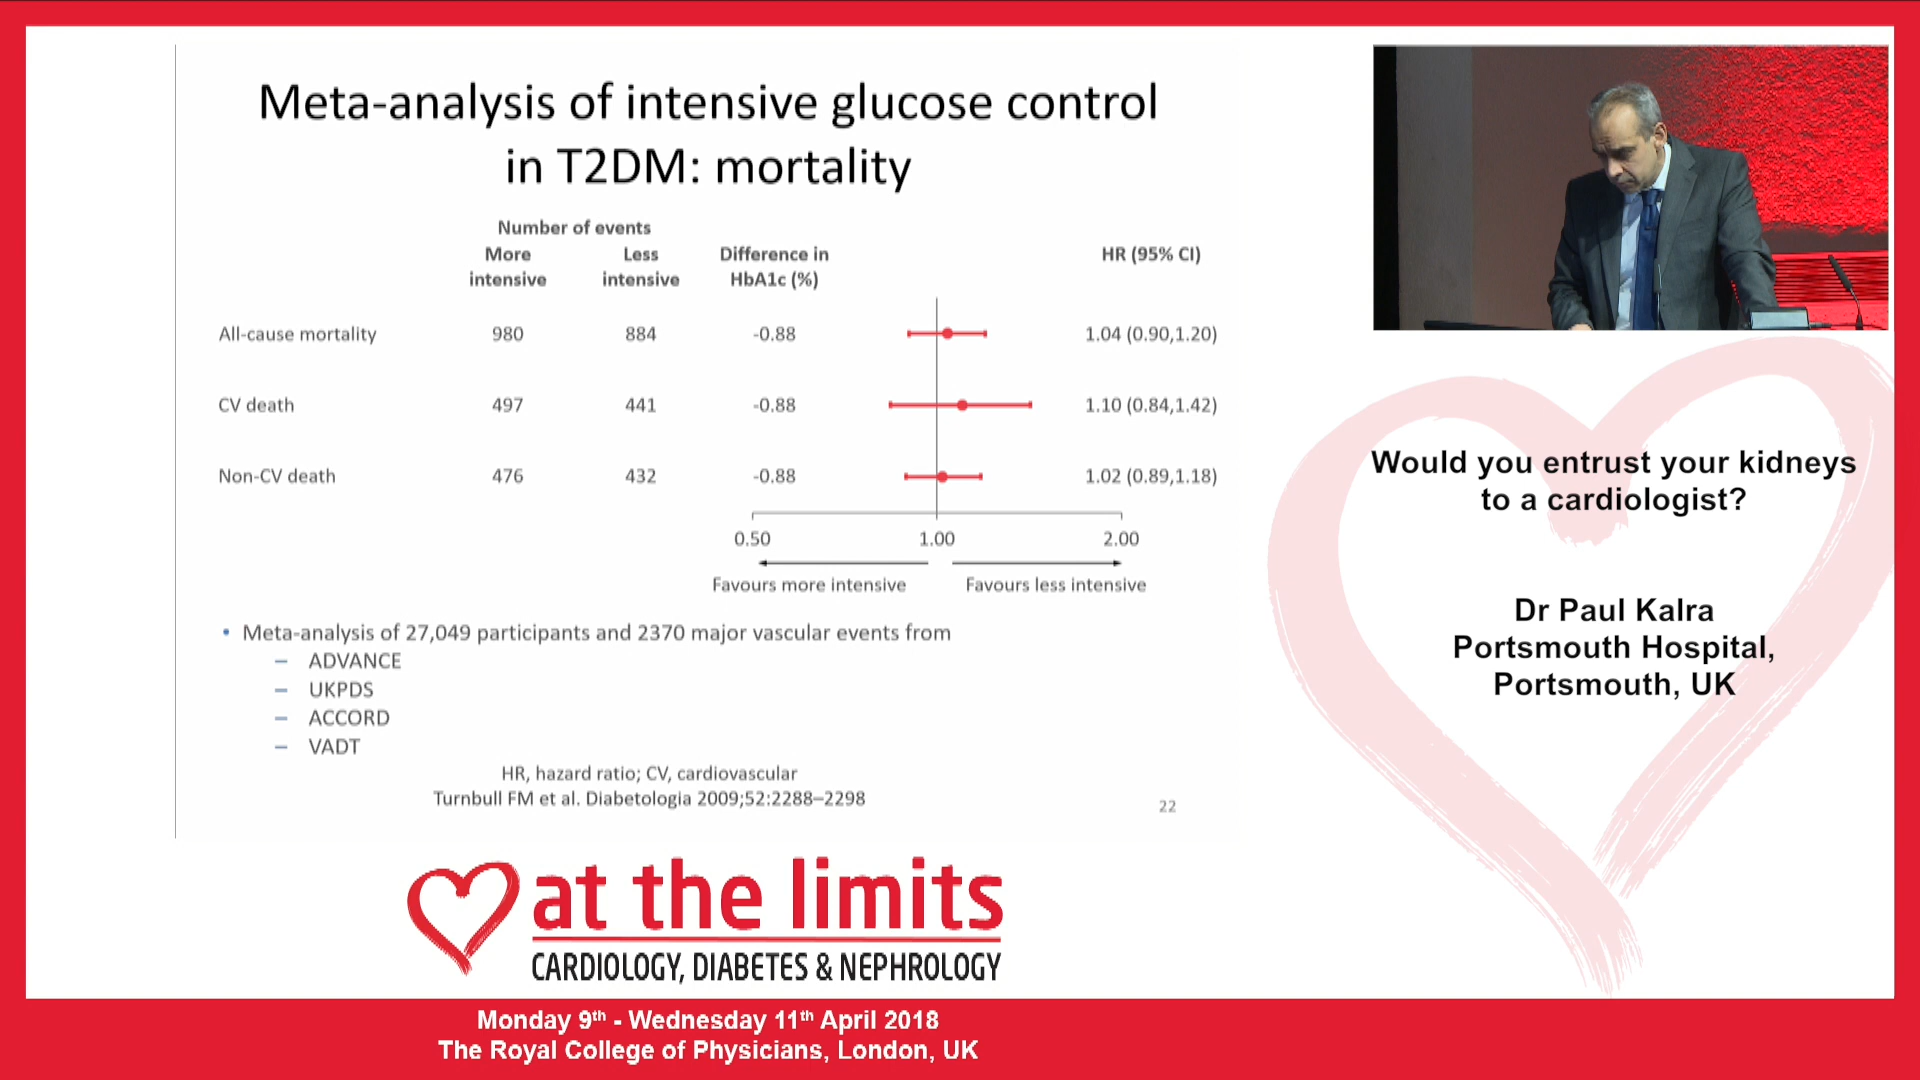 Meta-analysis of intensive glucose control
in T2DM: mortality
Number of events
More Less Difference in HR (95% CI)
intensive intensive HbA1c (%)
All-cause mortality 980 884 -0.88 1.04 (0.90,1.20)
CV death 497 441 -0.88 1.10 (0.84,1.42)
Non-CV death 476 432 -0.88 1.02 (0.89,1.18)
0.50 1.00 2.00
Favours more intensive Favours less intensive
• Meta-analysis of 27,049 participants and 2370 major vascular events from
– ADVANCE
– UKPDS
– ACCORD
– VADT
HR, hazard ratio; CV, cardiovascular
Turnbull FM et al. Diabetologia 2009;52:2288–2298
22
Would you entrust your kidneys
to a cardiologist?
Dr Paul Kalra
Portsmouth Hospital,
Portsmouth, UK
at the limits
CARDIOLOGY, DIABETES & NEPHROLOGY
Monday 9th - Wednesday 11th April 2018
The Royal College of Physicians, London, UK